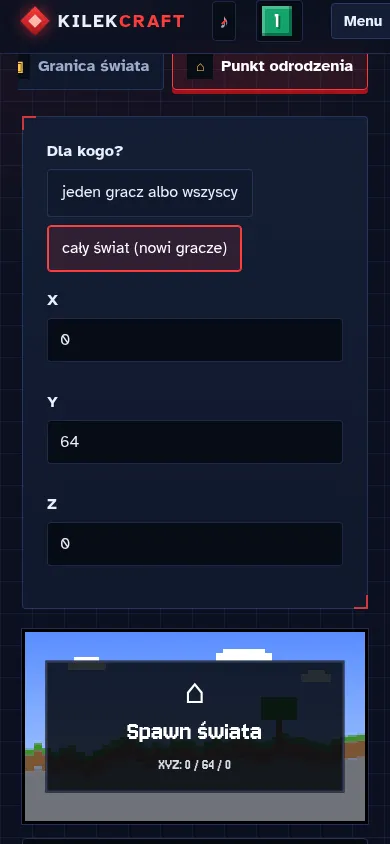 KILEKCRAFT
♪
1
Menu
Granica świata
Punkt odrodzenia
Dla kogo?
jeden gracz albo wszyscy
cały świat (nowi gracze)
X
0
Y
64
Z
0
Spawn świata
XYZ: 0 / 64 / 0